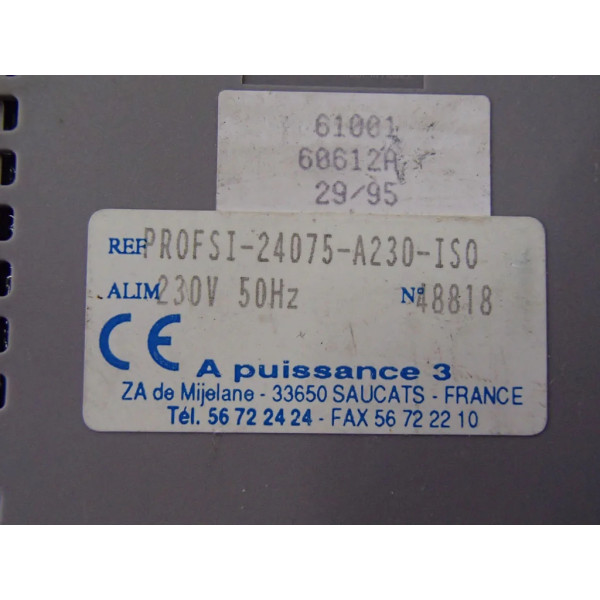 61001
60612A
29/95
REF PROFSI-24075-A230-ISO
ALIM 230V 50Hz N° 48818
CE A puissance 3
ZA de Mijelane - 33650 SAUCATS - FRANCE
Tél. 56 72 24 24 - FAX 56 72 22 10